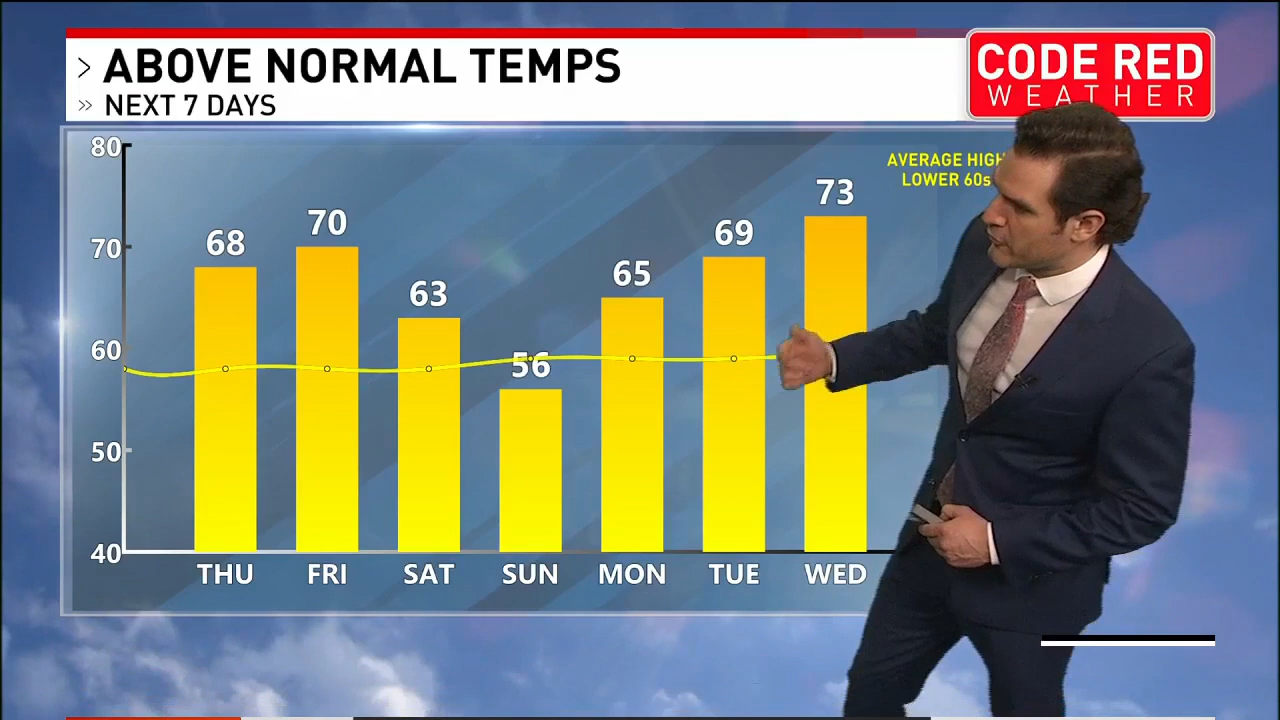 > ABOVE NORMAL TEMPS
» NEXT 7 DAYS
CODE RED
WEATHER
AVERAGE HIGH
LOWER 60s
80
70
60
50
40
68
70
63
56
65
69
73
THU FRI SAT SUN MON TUE WED